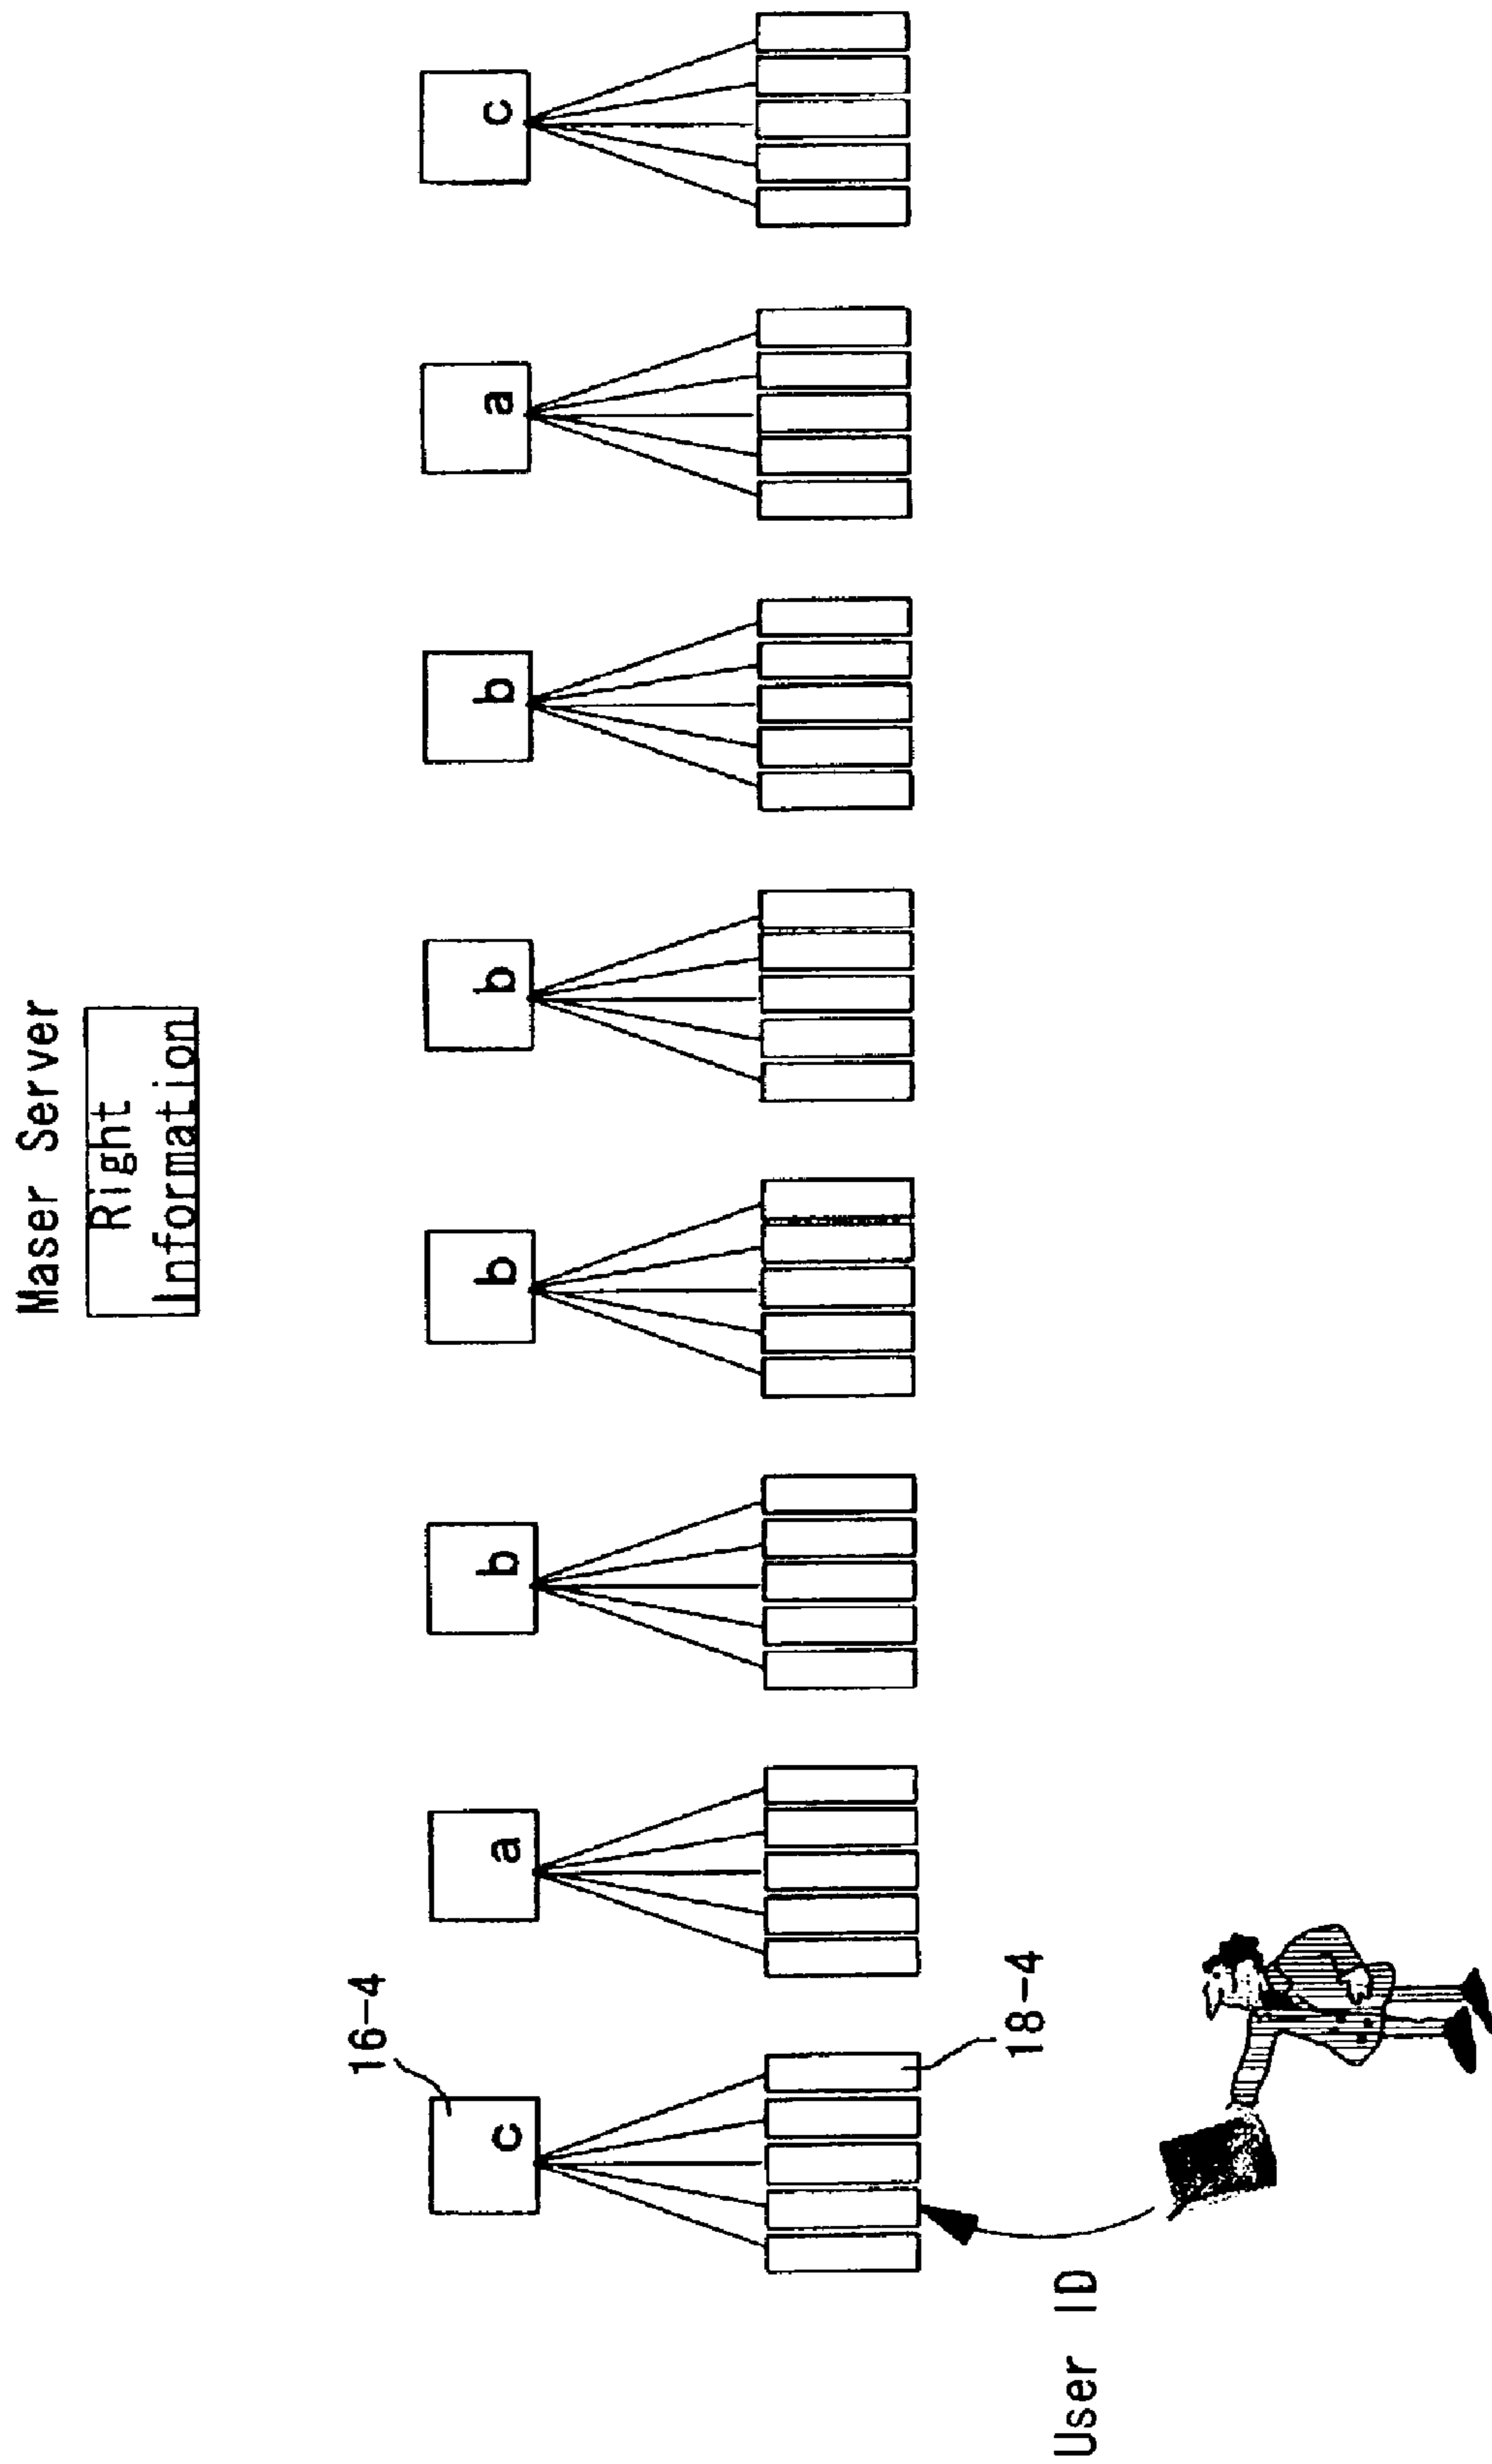 Maser Server
Right
Information
16-4
c
a
b
b
b
b
a
c
18-4
User ID